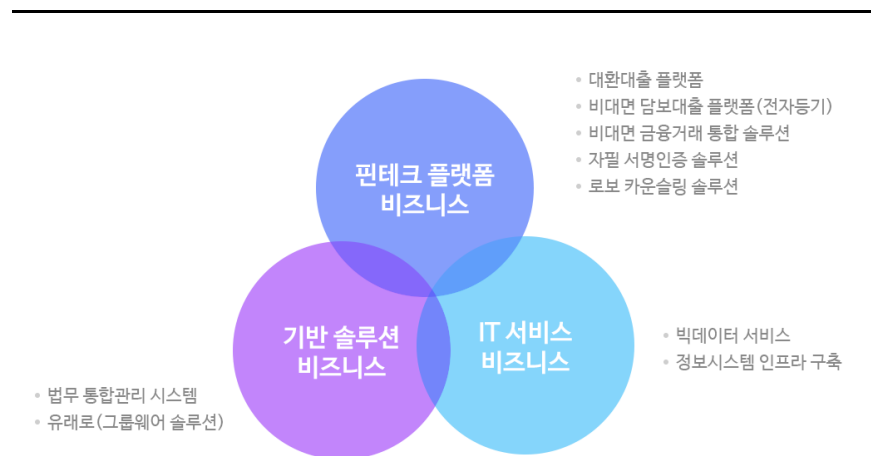 • 대환대출 플랫폼
• 비대면 담보대출 플랫폼(전자등기)
• 비대면 금융거래 통합 솔루션
• 자필 서명인증 솔루션
• 로보 카운슬링 솔루션
핀테크 플랫폼
비즈니스
기반 솔루션
비즈니스
IT 서비스
비즈니스
• 빅데이터 서비스
• 정보시스템 인프라 구축
• 법무 통합관리 시스템
• 유래로(그룹웨어 솔루션)